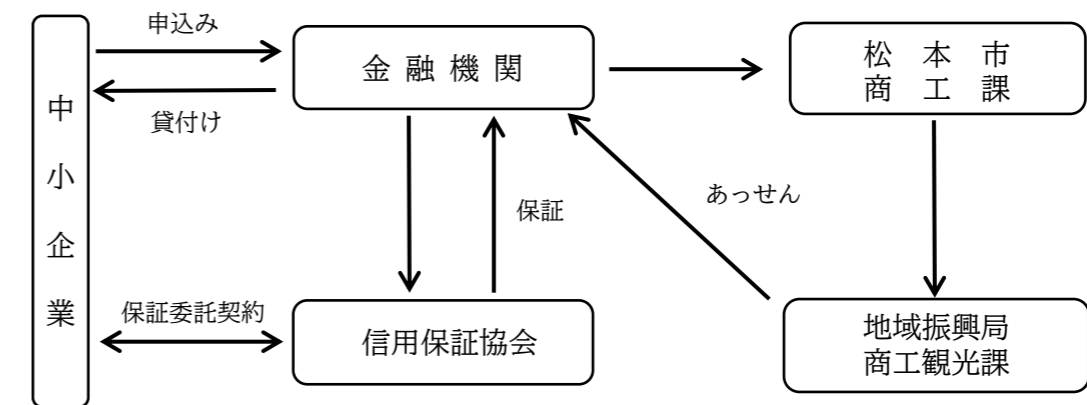 申込み
金融機関
松本市
商工課
貸付け
中小企業
あっせん
保証
保証委託契約
信用保証協会
地域振興局
商工観光課